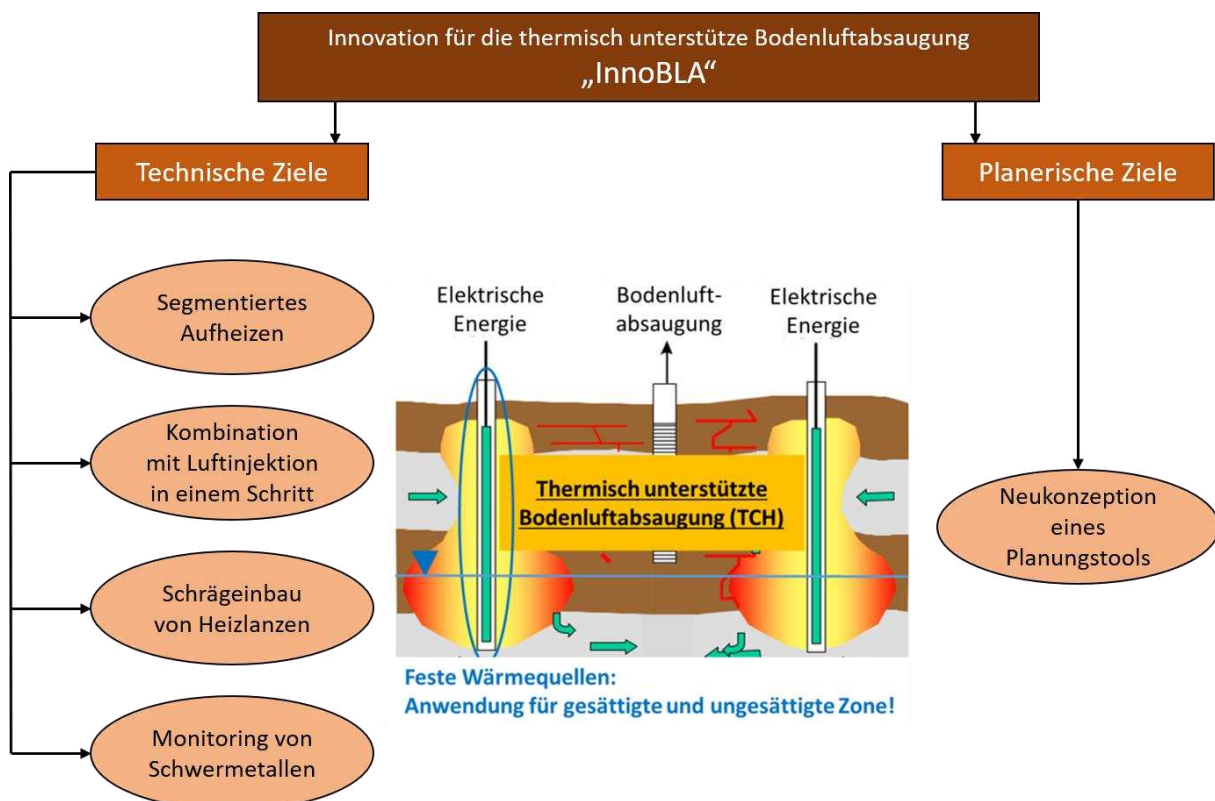 Innovation für die thermisch unterstütze Bodenluftabsaugung
„InnoBLA“
Technische Ziele
Planerische Ziele
Segmentiertes
Aufheizen
Kombination
mit Luftinjektion
in einem Schritt
Schrägeinbau
von Heizlanzen
Monitoring von
Schwermetallen
Elektrische
Energie
Bodenluft-
absaugung
Elektrische
Energie
Thermisch unterstützte
Bodenluftabsaugung (TCH)
Feste Wärmequellen:
Anwendung für gesättigte und ungesättigte Zone!
Neukonzeption
eines
Planungstools